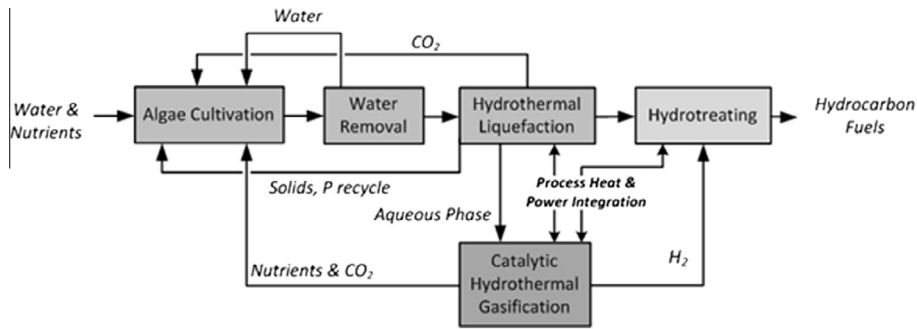 Water
CO2
Water &
Nutrients
Algae Cultivation
Water
Removal
Hydrothermal
Liquefaction
Hydrotreating
Hydrocarbon
Fuels
Solids, P recycle
Process Heat &
Power Integration
Aqueous Phase
Nutrients & CO2
Catalytic
Hydrothermal
Gasification
H2